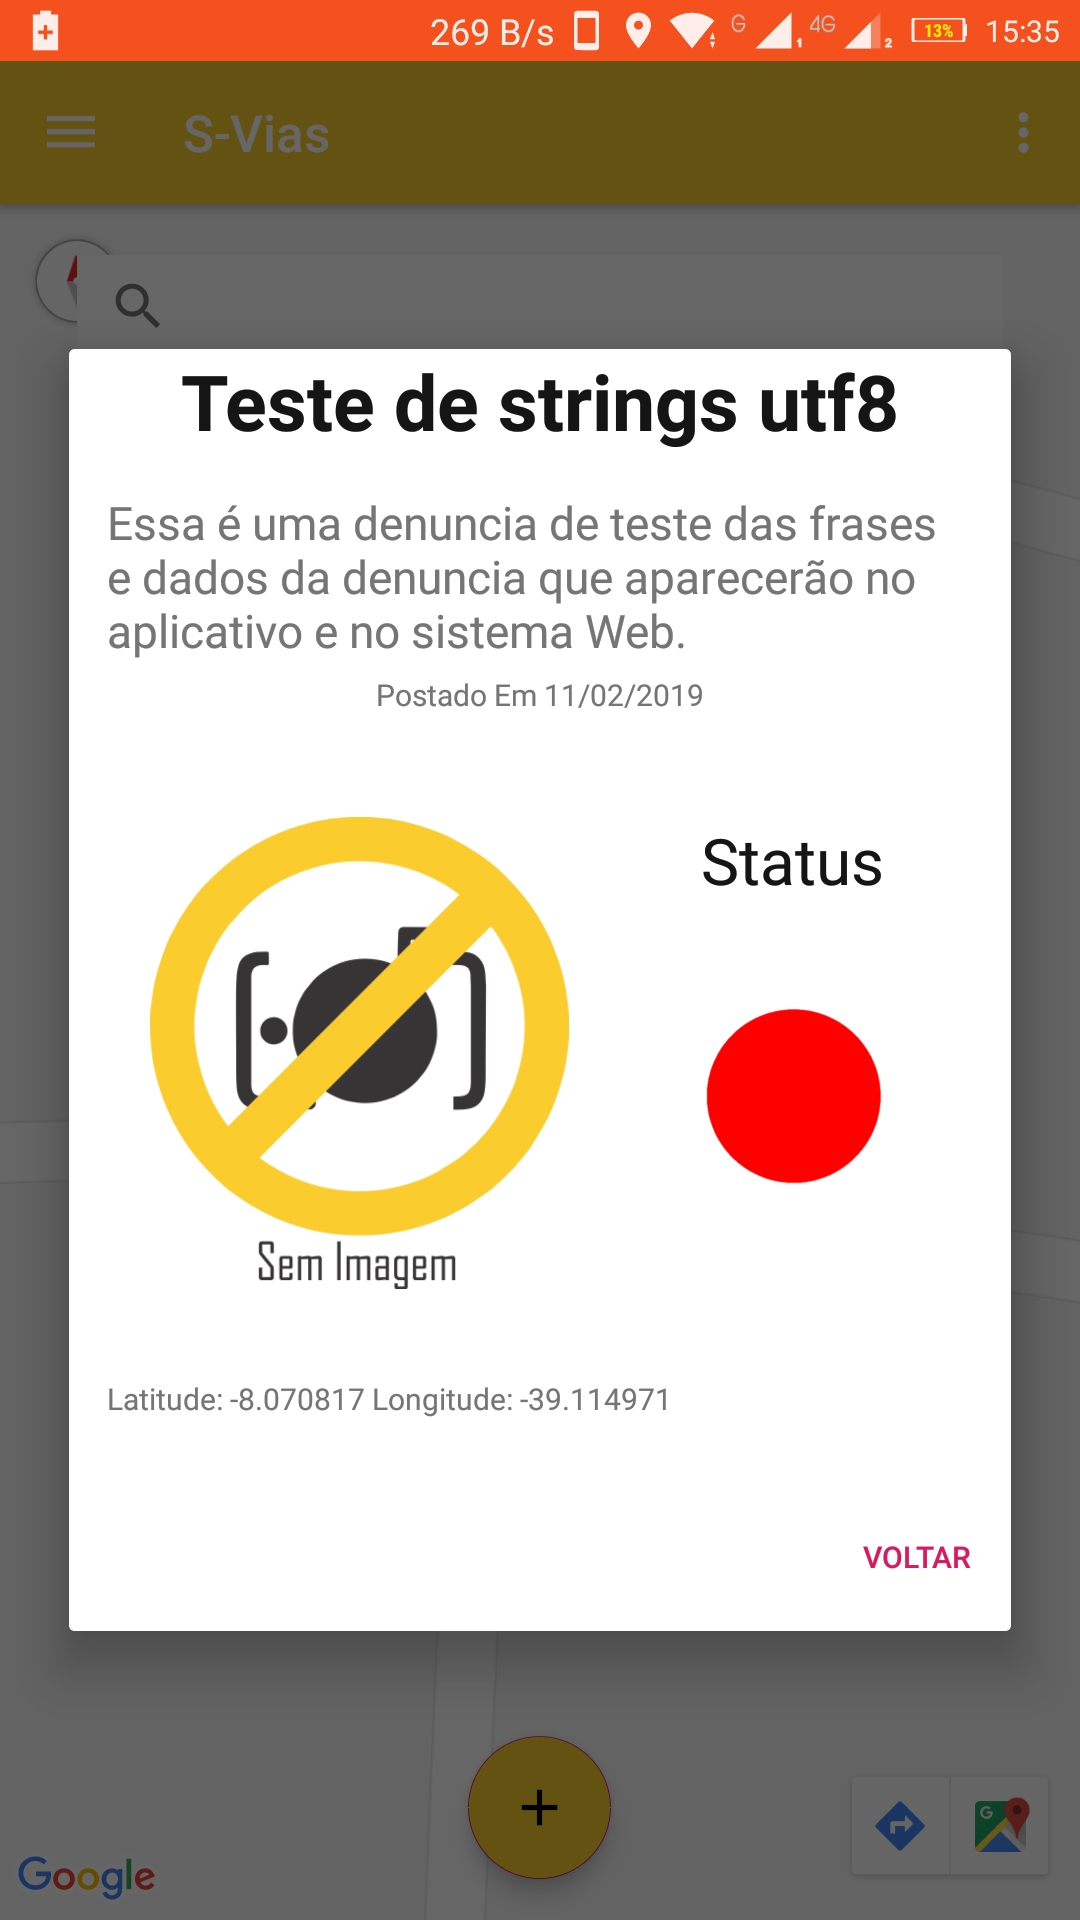 269 B/s G 1 4G 2 13% 15:35
S-Vias
Teste de strings utf8
Essa é uma denuncia de teste das frases
e dados da denuncia que aparecerão no
aplicativo e no sistema Web.
Postado Em 11/02/2019
Status
Sem Imagem
Latitude: -8.070817 Longitude: -39.114971
VOLTAR
G
Google